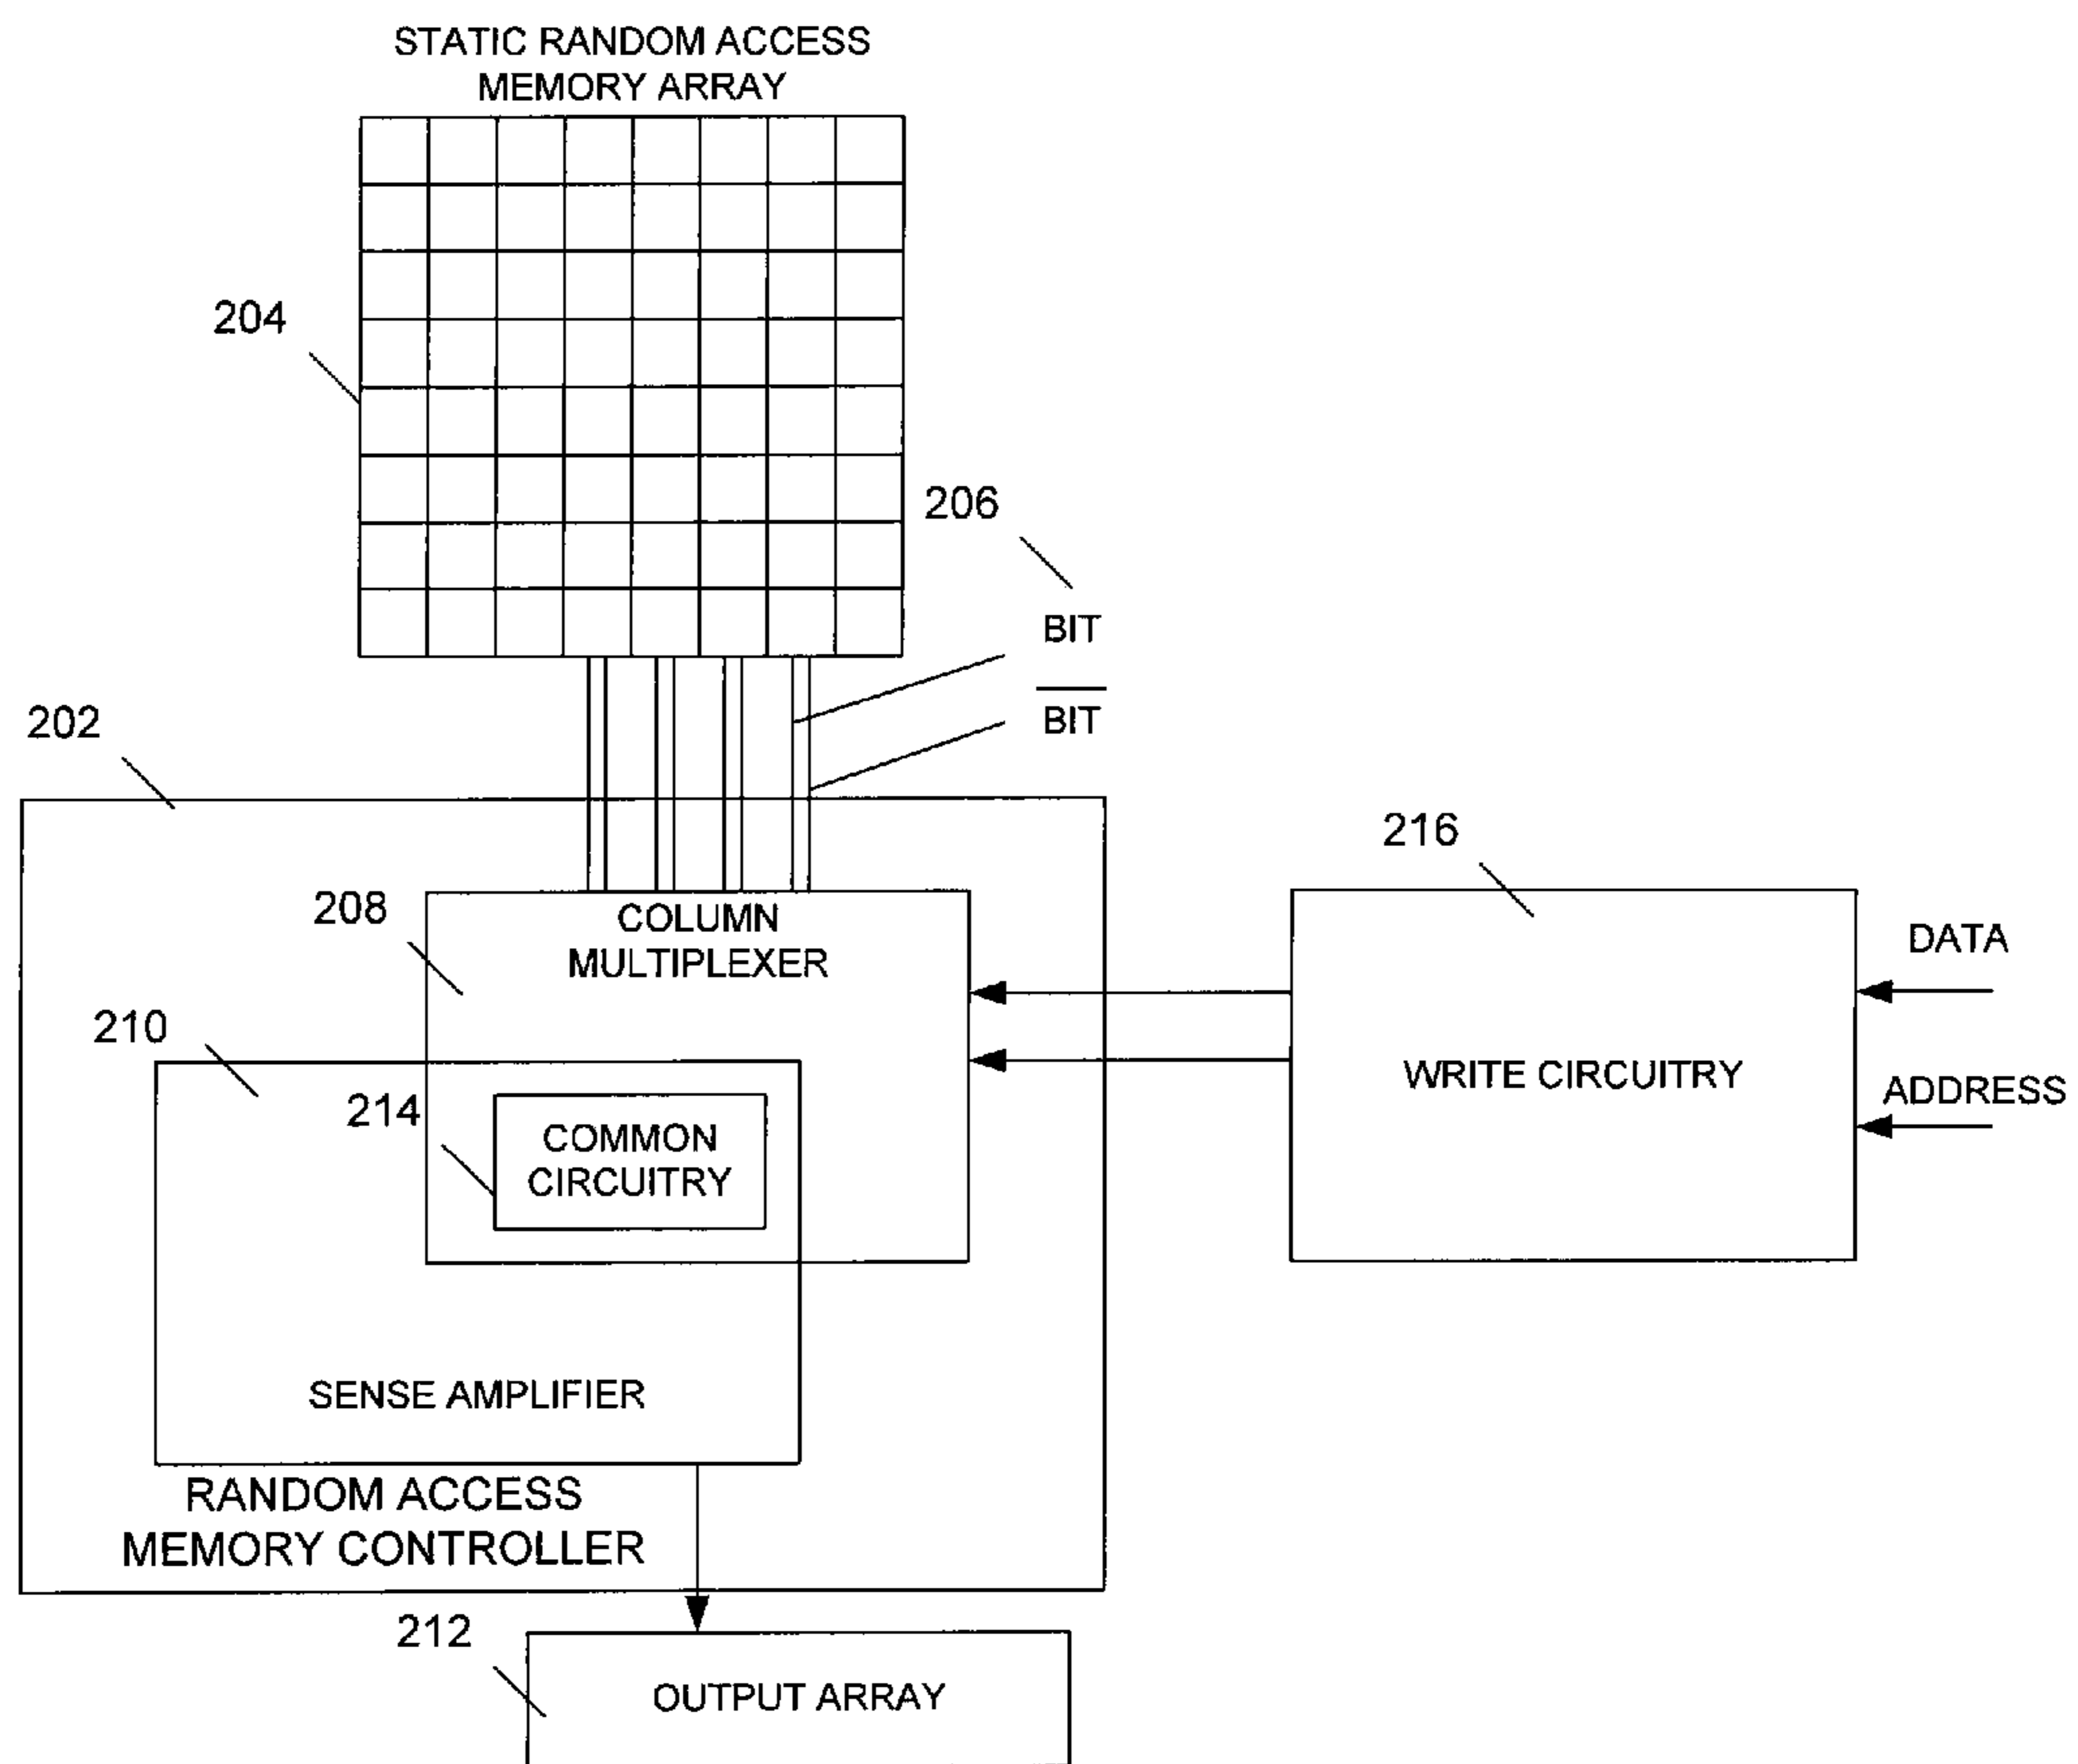 STATIC RANDOM ACCESS
MEMORY ARRAY
204
206
BIT
BIT
202
216
208
COLUMN
MULTIPLEXER
DATA
210
WRITE CIRCUITRY
ADDRESS
214
COMMON
CIRCUITRY
SENSE AMPLIFIER
RANDOM ACCESS
MEMORY CONTROLLER
212
OUTPUT ARRAY